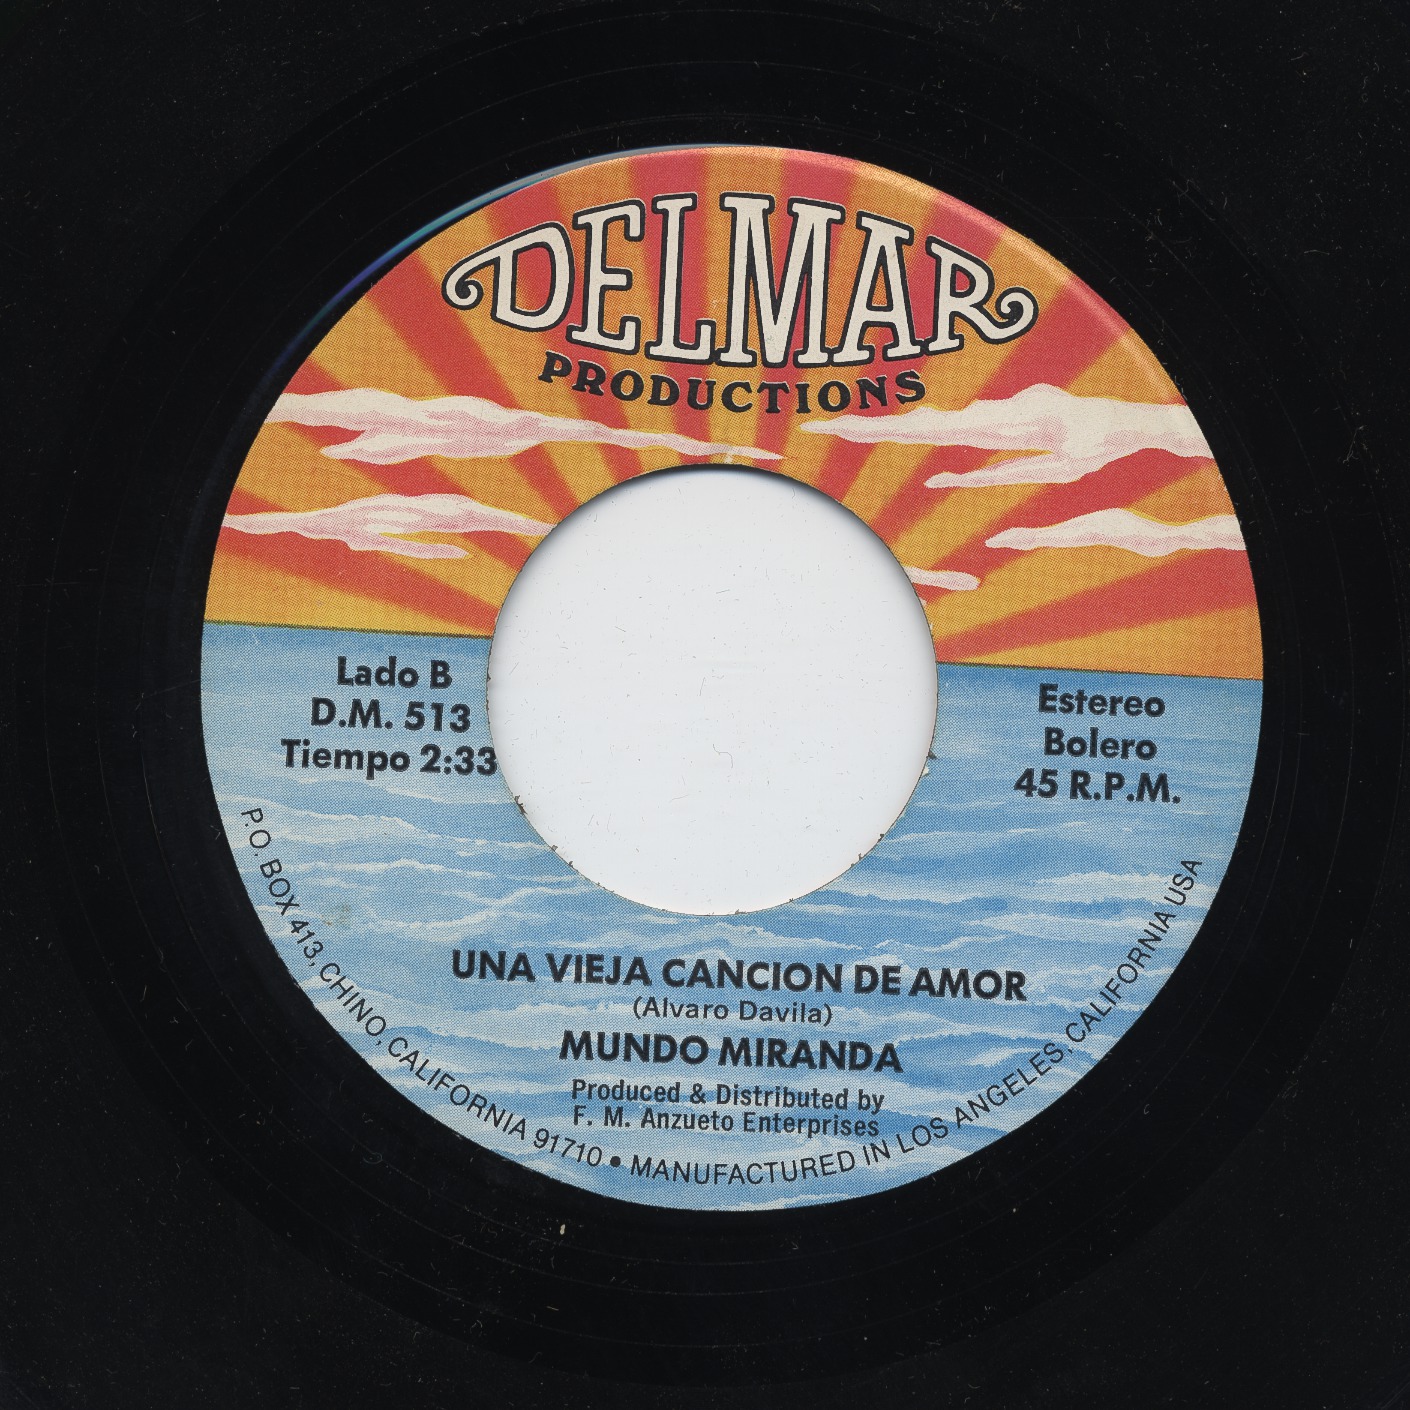 DELMAR
PRODUCTIONS
Lado B
D.M. 513
Tiempo 2:33
Estereo
Bolero
45 R.P.M.
UNA VIEJA CANCION DE AMOR
(Alvaro Davila)
MUNDO MIRANDA
Produced & Distributed by
F. M. Anzueto Enterprises
P.O. BOX 413, CHINO, CALIFORNIA 91710 • MANUFACTURED IN LOS ANGELES, CALIFORNIA USA